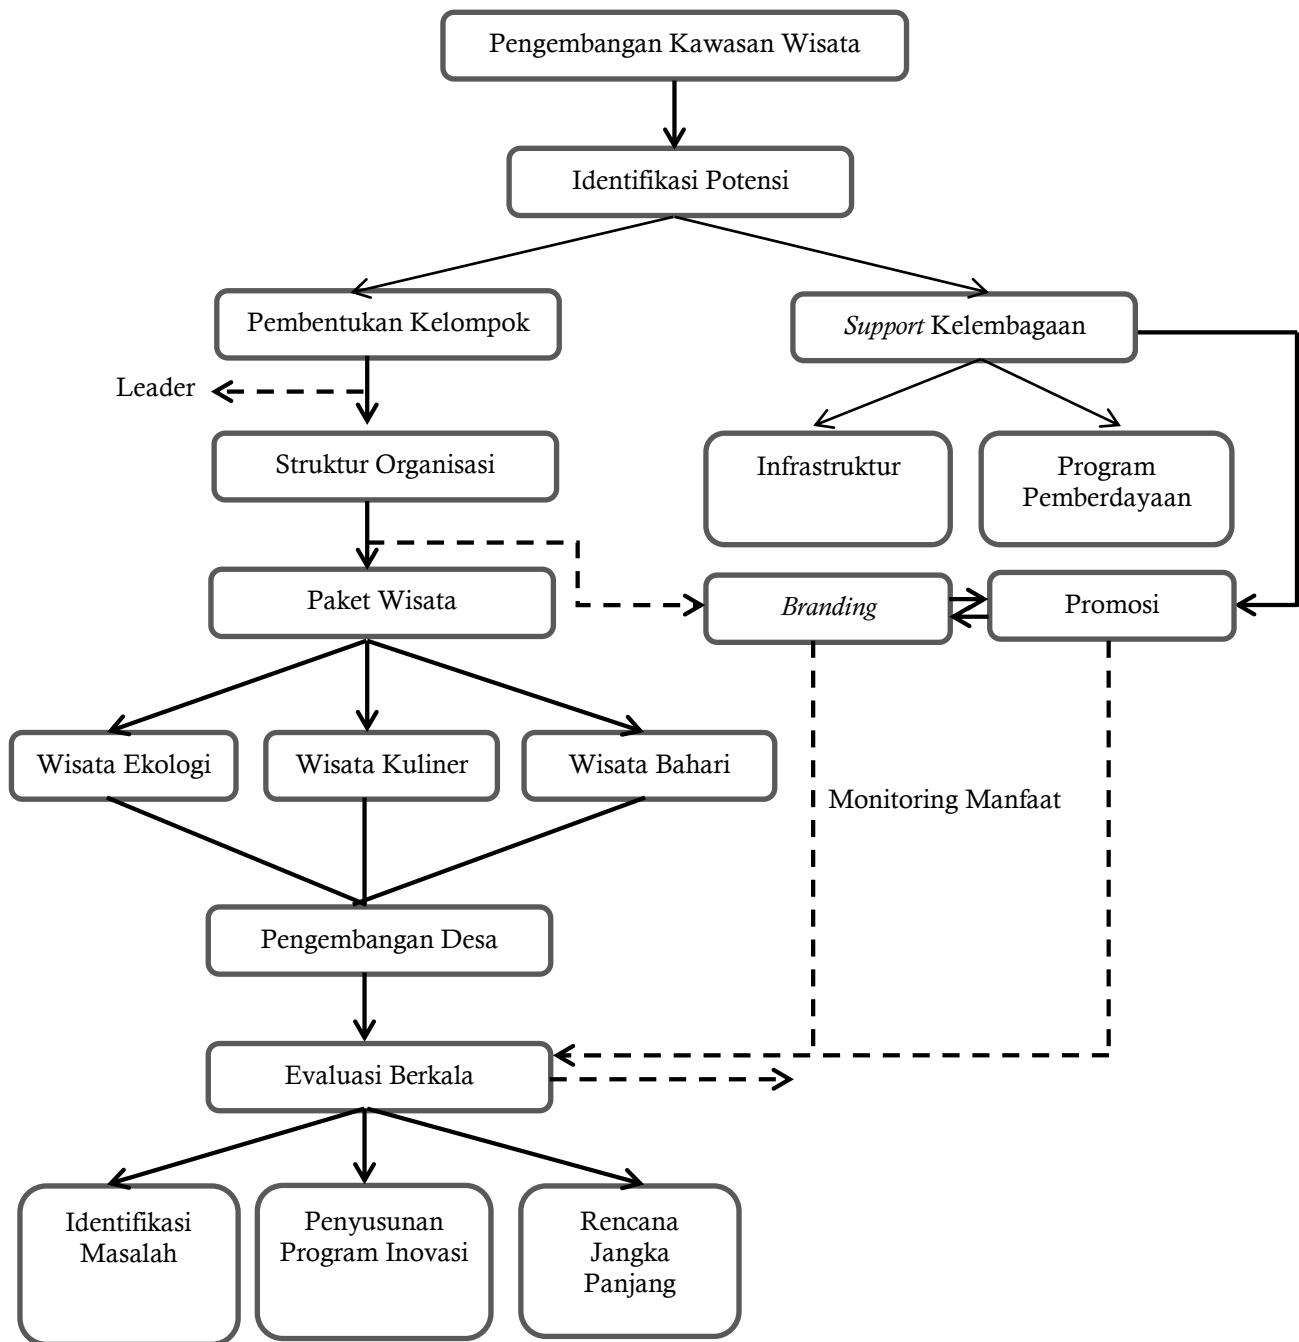 Pengembangan Kawasan Wisata
Identifikasi Potensi
Pembentukan Kelompok
Support Kelembagaan
Leader
Struktur Organisasi
Infrastruktur
Program
Pemberdayaan
Paket Wisata
Branding
Promosi
Wisata Ekologi
Wisata Kuliner
Wisata Bahari
Monitoring Manfaat
Pengembangan Desa
Evaluasi Berkala
Identifikasi
Masalah
Penyusunan
Program Inovasi
Rencana
Jangka
Panjang